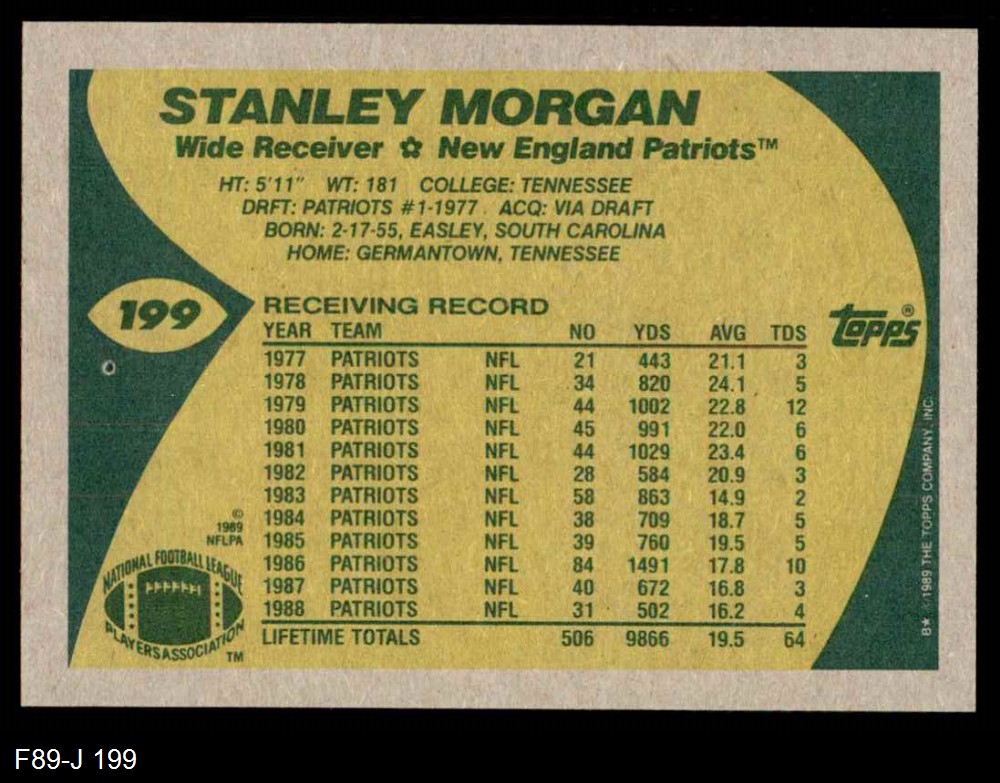 STANLEY MORGAN
Wide Receiver ✿ New England Patriots™
HT: 5'11" WT: 181 COLLEGE: TENNESSEE
DRFT: PATRIOTS #1-1977 ACQ: VIA DRAFT
BORN: 2-17-55, EASLEY, SOUTH CAROLINA
HOME: GERMANTOWN, TENNESSEE
199
RECEIVING RECORD
YEAR TEAM NO YDS AVG TDS
1977 PATRIOTS NFL 21 443 21.1 3
1978 PATRIOTS NFL 34 820 24.1 5
1979 PATRIOTS NFL 44 1002 22.8 12
1980 PATRIOTS NFL 45 991 22.0 6
1981 PATRIOTS NFL 44 1029 23.4 6
1982 PATRIOTS NFL 28 584 20.9 3
1983 PATRIOTS NFL 58 863 14.9 2
1984 PATRIOTS NFL 38 709 18.7 5
1985 PATRIOTS NFL 39 760 19.5 5
1986 PATRIOTS NFL 84 1491 17.8 10
1987 PATRIOTS NFL 40 672 16.8 3
1988 PATRIOTS NFL 31 502 16.2 4
LIFETIME TOTALS 506 9866 19.5 64
topps®
©
1989
NFLPA
NATIONAL FOOTBALL LEAGUE
PLAYERS ASSOCIATION
TM
B★ ©1989 THE TOPPS COMPANY, INC.
F89-J 199